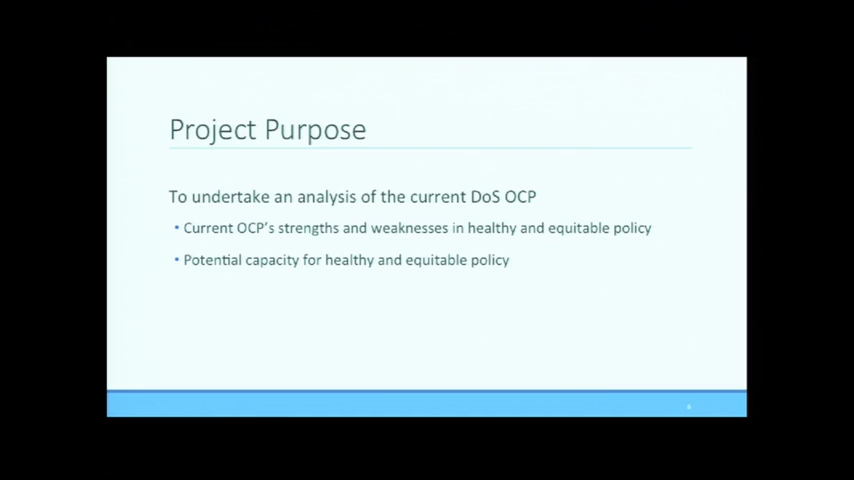 Project Purpose
To undertake an analysis of the current DoS OCP
• Current OCP's strengths and weaknesses in healthy and equitable policy
• Potential capacity for healthy and equitable policy